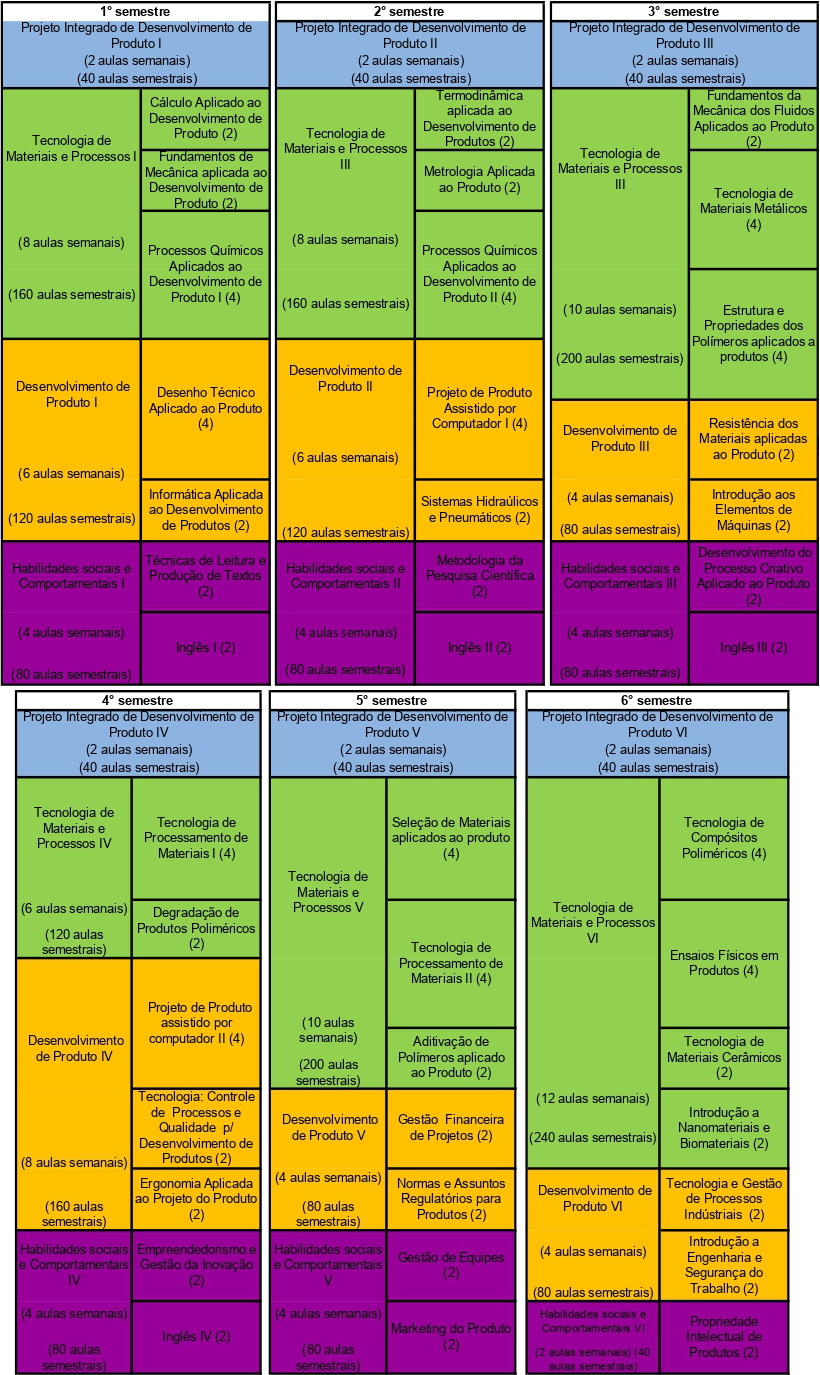 1° semestre
Projeto Integrado de Desenvolvimento de
Produto I
(2 aulas semanais)
(40 aulas semestrais)
Tecnologia de
Materiais e Processos I
(8 aulas semanais)
(160 aulas semestrais)
Cálculo Aplicado ao
Desenvolvimento de
Produto (2)
Fundamentos de
Mecânica aplicada ao
Desenvolvimento de
Produto (2)
Processos Químicos
Aplicados ao
Desenvolvimento de
Produto I (4)
Desenvolvimento de
Produto I
(6 aulas semanais)
(120 aulas semestrais)
Desenho Técnico
Aplicado ao Produto
(4)
Informática Aplicada
ao Desenvolvimento
de Produtos (2)
Habilidades sociais e
Comportamentais I
(4 aulas semanais)
(80 aulas semestrais)
Técnicas de Leitura e
Produção de Textos
(2)
Inglês I (2)
2° semestre
Projeto Integrado de Desenvolvimento de
Produto II
(2 aulas semanais)
(40 aulas semestrais)
Tecnologia de
Materiais e Processos
III
(8 aulas semanais)
(160 aulas semestrais)
Termodinâmica
aplicada ao
Desenvolvimento de
Produtos (2)
Metrologia Aplicada
ao Produto (2)
Processos Químicos
Aplicados ao
Desenvolvimento de
Produto II (4)
Desenvolvimento de
Produto II
(6 aulas semanais)
(120 aulas semestrais)
Projeto de Produto
Assistido por
Computador I (4)
Sistemas Hidraúlicos
e Pneumáticos (2)
Habilidades sociais e
Comportamentais II
(4 aulas semanais)
(80 aulas semestrais)
Metodologia da
Pesquisa Científica
(2)
Inglês II (2)
3° semestre
Projeto Integrado de Desenvolvimento de
Produto III
(2 aulas semanais)
(40 aulas semestrais)
Tecnologia de
Materiais e Processos
III
(10 aulas semanais)
(200 aulas semestrais)
Fundamentos da
Mecânica dos Fluidos
Aplicados ao Produto
(2)
Tecnologia de
Materiais Metálicos
(4)
Estrutura e
Propriedades dos
Polímeros aplicados a
produtos (4)
Desenvolvimento de
Produto III
(4 aulas semanais)
(80 aulas semestrais)
Resistência dos
Materiais aplicadas
ao Produto (2)
Introdução aos
Elementos de
Máquinas (2)
Habilidades sociais e
Comportamentais III
(4 aulas semanais)
(80 aulas semestrais)
Desenvolvimento do
Processo Criativo
Aplicado ao Produto
(2)
Inglês III (2)
4° semestre
Projeto Integrado de Desenvolvimento de
Produto IV
(2 aulas semanais)
(40 aulas semestrais)
Tecnologia de
Materiais e
Processos IV
(6 aulas semanais)
(120 aulas
semestrais)
Tecnologia de
Processamento de
Materiais I (4)
Degradação de
Produtos Poliméricos
(2)
Desenvolvimento
de Produto IV
(8 aulas semanais)
(160 aulas
semestrais)
Projeto de Produto
assistido por
computador II (4)
Tecnologia: Controle
de Processos e
Qualidade p/
Desenvolvimento de
Produtos (2)
Ergonomia Aplicada
ao Projeto do Produto
(2)
Habilidades sociais
e Comportamentais
IV
(4 aulas semanais)
(80 aulas
semestrais)
Empreendedorismo e
Gestão da Inovação
(2)
Inglês IV (2)
5° semestre
Projeto Integrado de Desenvolvimento de
Produto V
(2 aulas semanais)
(40 aulas semestrais)
Tecnologia de
Materiais e
Processos V
(10 aulas
semanais)
(200 aulas
semestrais)
Seleção de Materiais
aplicados ao produto
(4)
Tecnologia de
Processamento de
Materiais II (4)
Aditivação de
Polímeros aplicado
ao Produto (2)
Desenvolvimento
de Produto V
(4 aulas semanais)
(80 aulas
semestrais)
Gestão Financeira
de Projetos (2)
Normas e Assuntos
Regulatórios para
Produtos (2)
Habilidades sociais
e Comportamentais
V
(4 aulas semanais)
(80 aulas
semestrais)
Gestão de Equipes
(2)
Marketing do Produto
(2)
6° semestre
Projeto Integrado de Desenvolvimento de
Produto VI
(2 aulas semanais)
(40 aulas semestrais)
Tecnologia de
Materiais e Processos
VI
(12 aulas semanais)
(240 aulas semestrais)
Tecnologia de
Compósitos
Poliméricos (4)
Ensaios Físicos em
Produtos (4)
Tecnologia de
Materiais Cerâmicos
(2)
Introdução a
Nanomateriais e
Biomateriais (2)
Desenvolvimento de
Produto VI
(4 aulas semanais)
(80 aulas semestrais)
Tecnologia e Gestão
de Processos
Indústriais (2)
Introdução a
Engenharia e
Segurança do
Trabalho (2)
Habilidades sociais e
Comportamentais VI
(2 aulas semanais) (40
aulas semestrais)
Propriedade
Intelectual de
Produtos (2)